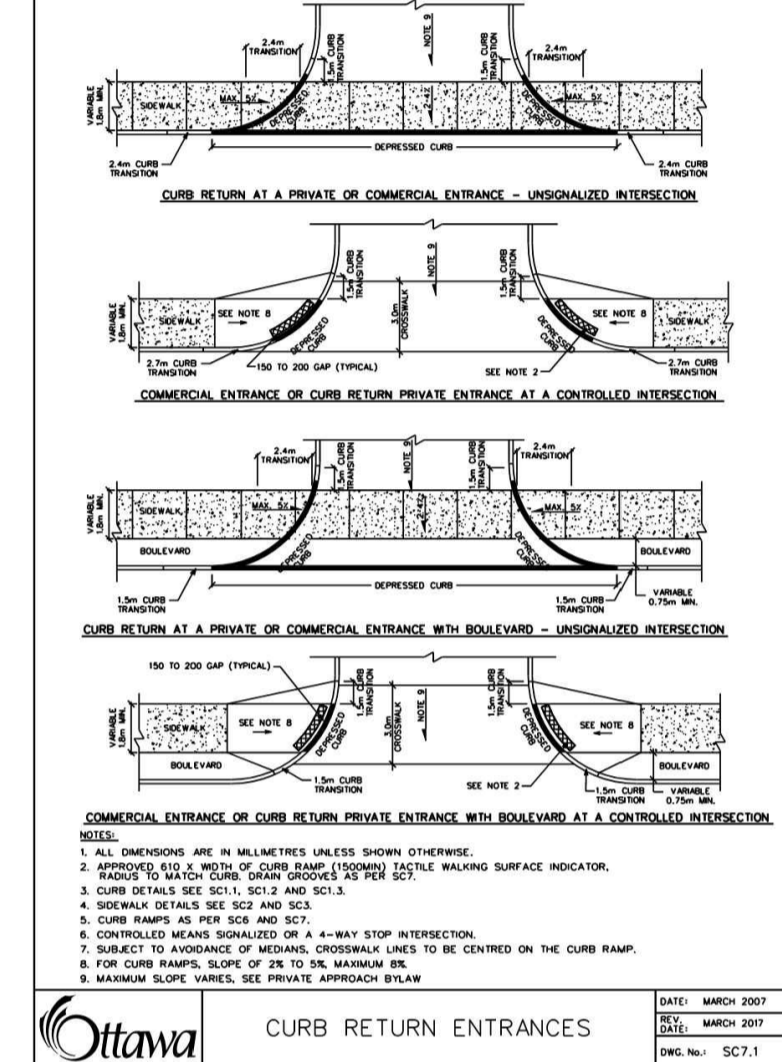 2.4m
TRANSITION
1.5m CURB
TRANSITION
NOTE 9
1.5m CURB
TRANSITION
2.4m
TRANSITION
VARIABLE
1.8m MIN.
SIDEWALK
MAX. 5%
DEPRESSED
CURB
2-4%
DEPRESSED
CURB
MAX. 5%
DEPRESSED CURB
2.4m CURB
TRANSITION
2.4m CURB
TRANSITION
CURB RETURN AT A PRIVATE OR COMMERCIAL ENTRANCE - UNSIGNALIZED INTERSECTION
1.5m CURB
TRANSITION
NOTE 9
1.5m CURB
TRANSITION
VARIABLE
1.8m MIN.
SIDEWALK
SEE NOTE 8
DEPRESSED
CURB
3.0m
CROSSWALK
DEPRESSED
CURB
SEE NOTE 8
SIDEWALK
2.7m CURB
TRANSITION
150 TO 200 GAP (TYPICAL)
SEE NOTE 2
2.7m CURB
TRANSITION
COMMERCIAL ENTRANCE OR CURB RETURN PRIVATE ENTRANCE AT A CONTROLLED INTERSECTION
2.4m
TRANSITION
1.5m CURB
TRANSITION
NOTE 9
1.5m CURB
TRANSITION
2.4m
TRANSITION
VARIABLE
1.8m MIN.
SIDEWALK
MAX. 5%
2-4%
MAX. 5%
BOULEVARD
DEPRESSED
CURB
DEPRESSED
CURB
BOULEVARD
DEPRESSED CURB
1.5m CURB
TRANSITION
1.5m CURB
TRANSITION
VARIABLE
0.75m MIN.
CURB RETURN AT A PRIVATE OR COMMERCIAL ENTRANCE WITH BOULEVARD - UNSIGNALIZED INTERSECTION
150 TO 200 GAP (TYPICAL)
1.5m CURB
TRANSITION
NOTE 9
1.5m CURB
TRANSITION
VARIABLE
1.8m MIN.
SIDEWALK
SEE NOTE 8
DEPRESSED
CURB
3.0m
CROSSWALK
DEPRESSED
CURB
SEE NOTE 8
BOULEVARD
BOULEVARD
1.5m CURB
TRANSITION
SEE NOTE 2
1.5m CURB
TRANSITION
VARIABLE
0.75m MIN.
COMMERCIAL ENTRANCE OR CURB RETURN PRIVATE ENTRANCE WITH BOULEVARD AT A CONTROLLED INTERSECTION
NOTES:
1. ALL DIMENSIONS ARE IN MILLIMETRES UNLESS SHOWN OTHERWISE.
2. APPROVED 610 X WIDTH OF CURB RAMP (1500MIN) TACTILE WALKING SURFACE INDICATOR,
RADIUS TO MATCH CURB. DRAIN GROOVES AS PER SC7.
3. CURB DETAILS SEE SC1.1, SC1.2 AND SC1.3.
4. SIDEWALK DETAILS SEE SC2 AND SC3.
5. CURB RAMPS AS PER SC6 AND SC7.
6. CONTROLLED MEANS SIGNALIZED OR A 4-WAY STOP INTERSECTION.
7. SUBJECT TO AVOIDANCE OF MEDIANS, CROSSWALK LINES TO BE CENTRED ON THE CURB RAMP.
8. FOR CURB RAMPS, SLOPE OF 2% TO 5%, MAXIMUM 8%.
9. MAXIMUM SLOPE VARIES, SEE PRIVATE APPROACH BYLAW
Ottawa
CURB RETURN ENTRANCES
DATE: MARCH 2007
REV. DATE: MARCH 2017
DWG. No.: SC7.1